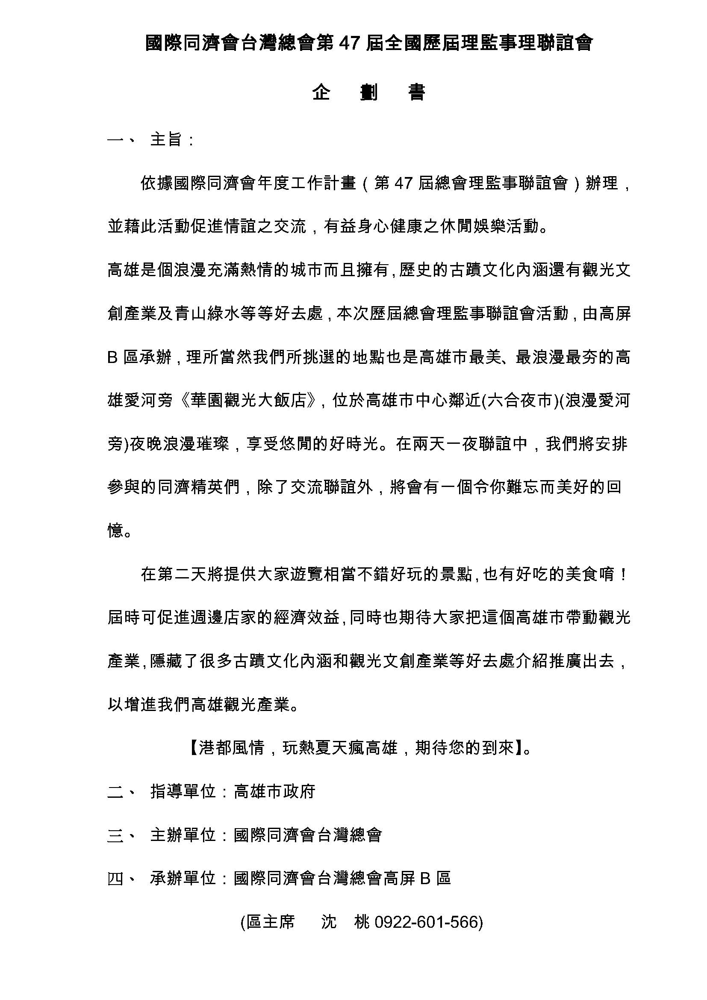 國際同濟會台灣總會第 47 屆全國歷屆理監事理聯誼會
企 劃 書
一、 主旨：
依據國際同濟會年度工作計畫（第 47 屆總會理監事聯誼會）辦理，
並藉此活動促進情誼之交流，有益身心健康之休閒娛樂活動。
高雄是個浪漫充滿熱情的城市而且擁有,歷史的古蹟文化內涵還有觀光文
創產業及青山綠水等等好去處，本次歷屆總會理監事聯誼會活動，由高屏
B 區承辦，理所當然我們所挑選的地點也是高雄市最美、最浪漫最夯的高
雄愛河旁《華園觀光大飯店》，位於高雄市中心鄰近(六合夜市)(浪漫愛河
旁)夜晚浪漫璀璨，享受悠閒的好時光。在兩天一夜聯誼中，我們將安排
參與的同濟精英們，除了交流聯誼外，將會有一個令你難忘而美好的回
憶。
在第二天將提供大家遊覽相當不錯好玩的景點,也有好吃的美食唷！
屆時可促進週邊店家的經濟效益,同時也期待大家把這個高雄市帶動觀光
產業,隱藏了很多古蹟文化內涵和觀光文創產業等好去處介紹推廣出去，
以增進我們高雄觀光產業。
【港都風情，玩熱夏天瘋高雄，期待您的到來】。
二、 指導單位：高雄市政府
三、 主辦單位：國際同濟會台灣總會
四、 承辦單位：國際同濟會台灣總會高屏 B 區
(區主席 沈 桃 0922-601-566)